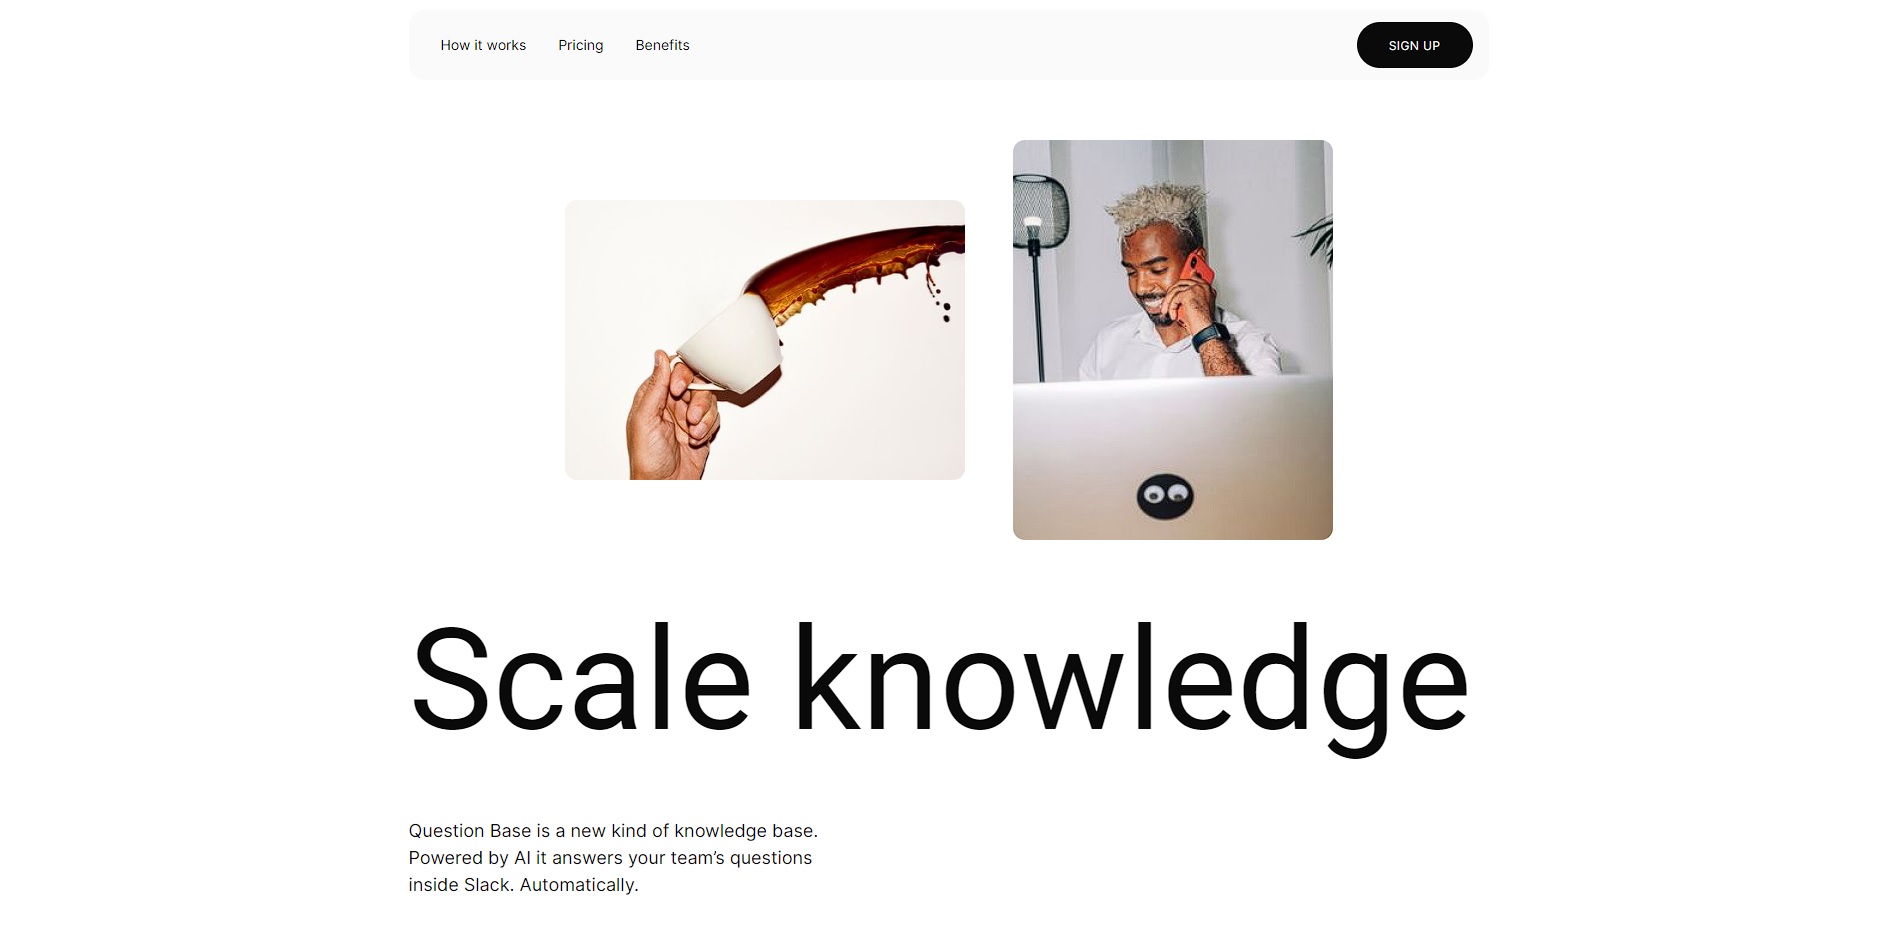 How it works Pricing Benefits SIGN UP
Scale knowledge
Question Base is a new kind of knowledge base.
Powered by AI it answers your team’s questions
inside Slack. Automatically.